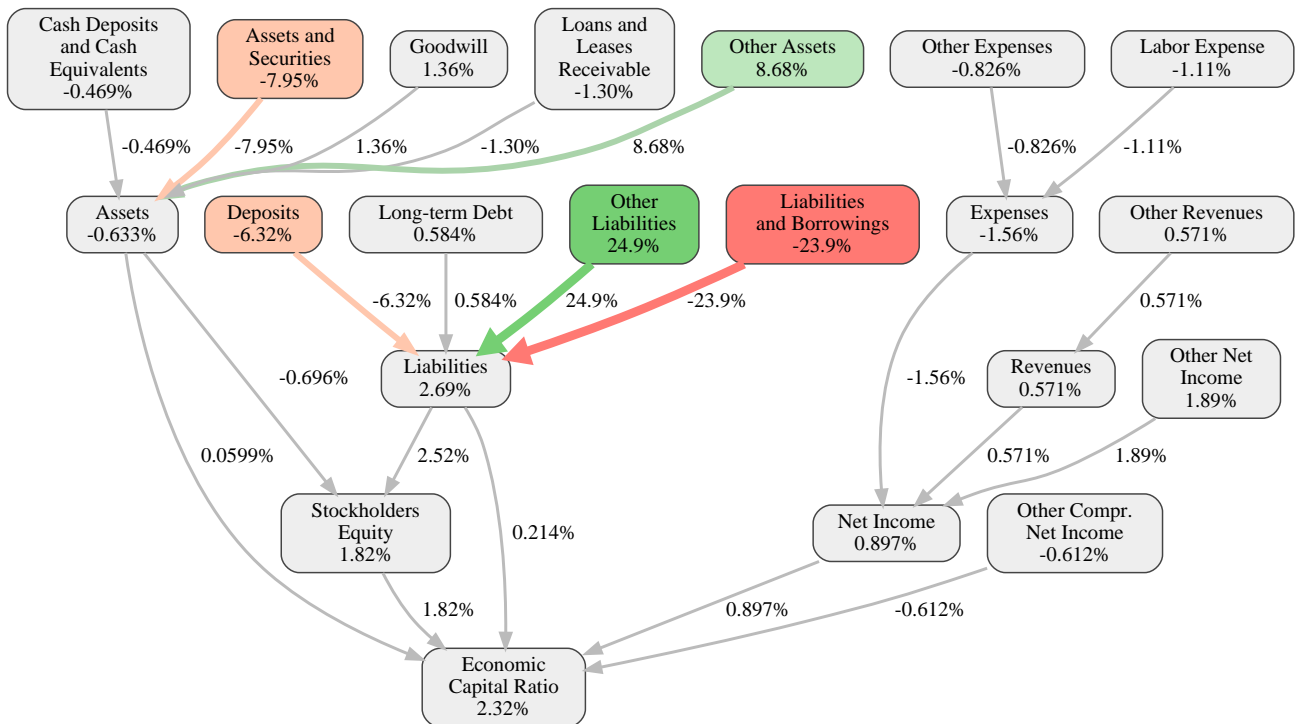 Cash Deposits
and Cash
Equivalents
-0.469%
Assets and
Securities
-7.95%
Goodwill
1.36%
Loans and
Leases
Receivable
-1.30%
Other Assets
8.68%
Other Expenses
-0.826%
Labor Expense
-1.11%
-0.469%
-7.95%
1.36%
-1.30%
8.68%
-0.826%
-1.11%
Assets
-0.633%
Deposits
-6.32%
Long-term Debt
0.584%
Other
Liabilities
24.9%
Liabilities
and Borrowings
-23.9%
Expenses
-1.56%
Other Revenues
0.571%
-6.32%
0.584%
24.9%
-23.9%
0.571%
Liabilities
2.69%
Revenues
0.571%
Other Net
Income
1.89%
-0.696%
-1.56%
0.0599%
2.52%
0.571%
1.89%
Stockholders
Equity
1.82%
0.214%
Net Income
0.897%
Other Compr.
Net Income
-0.612%
1.82%
0.897%
-0.612%
Economic
Capital Ratio
2.32%